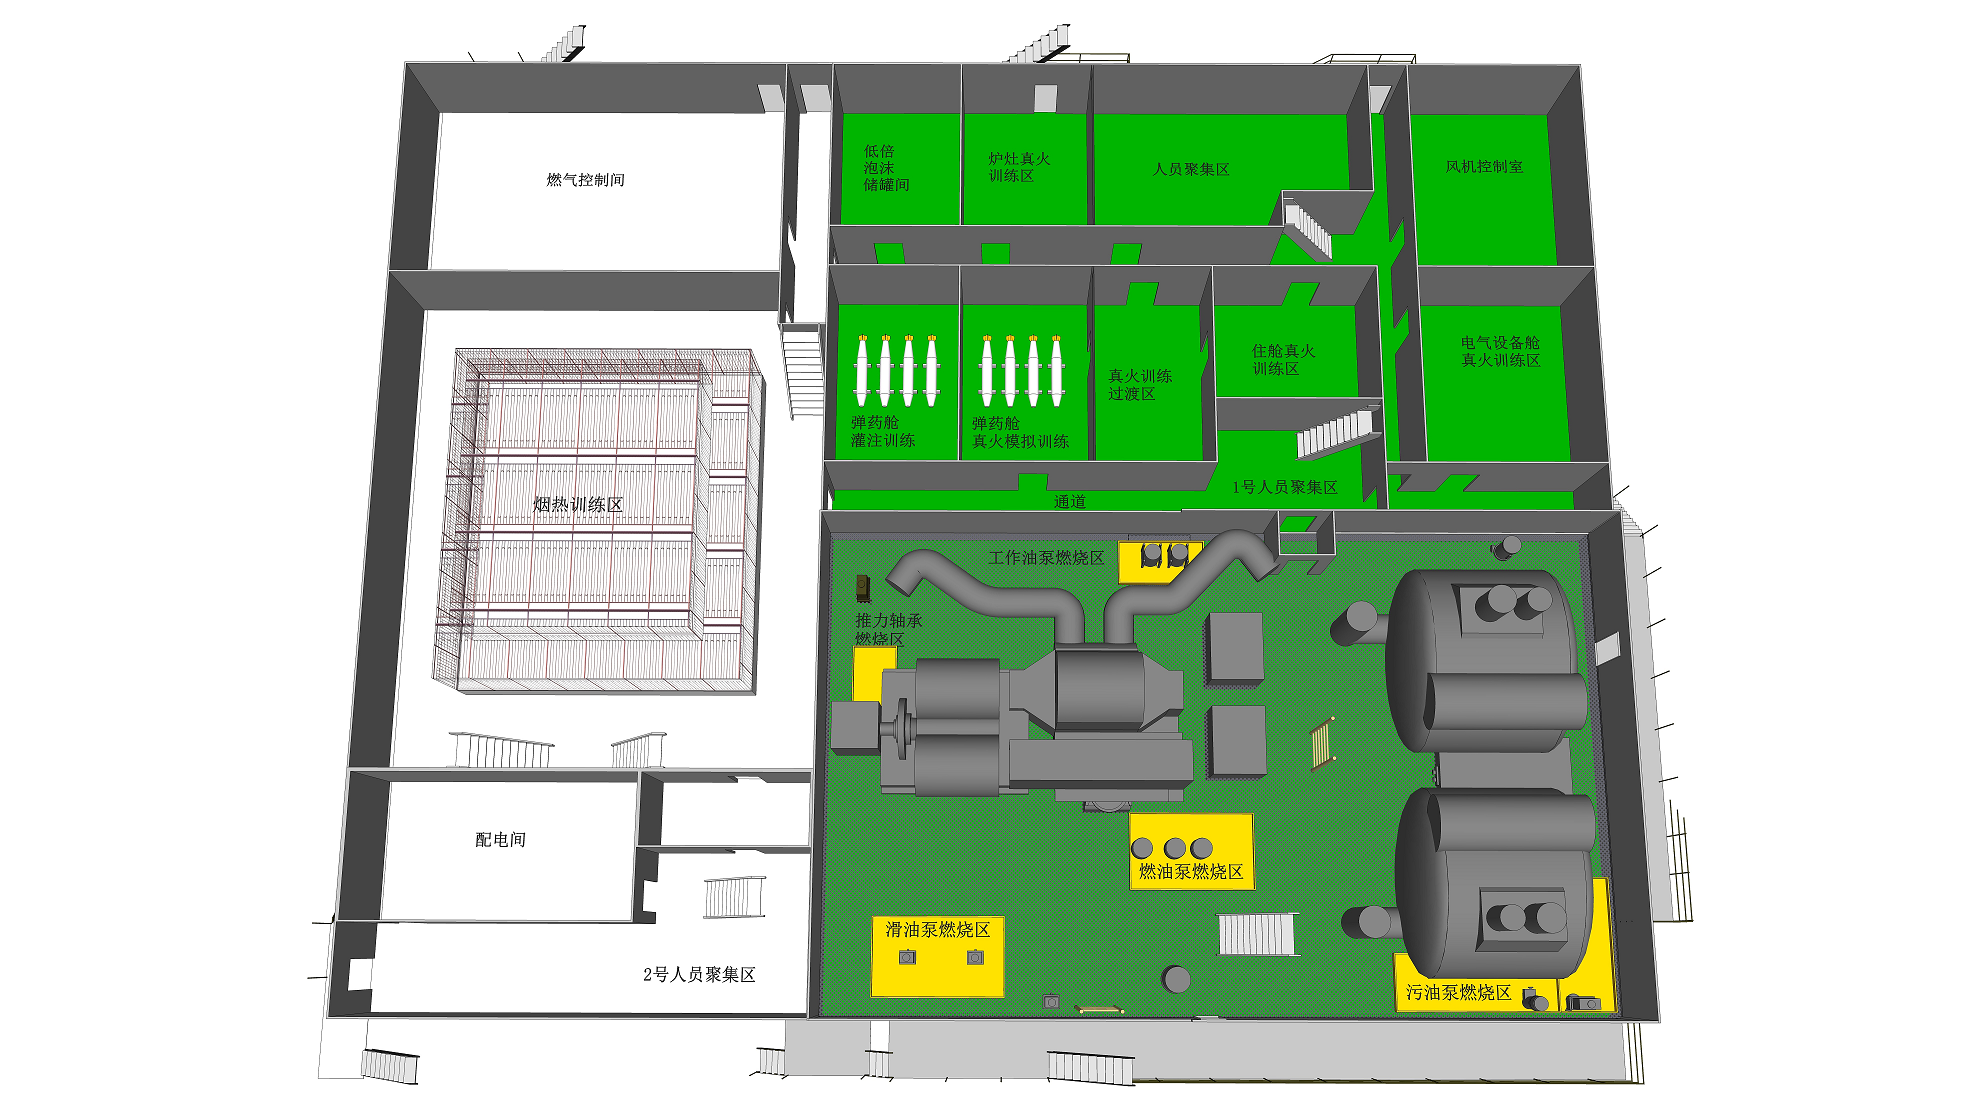 燃气控制间
低倍
泡沫
储罐间
炉灶真火
训练区
人员聚集区
风机控制室
弹药舱
灌注训练
弹药舱
真火模拟训练
真火训练
过渡区
住舱真火
训练区
电气设备舱
真火训练区
烟热训练区
通道
1号人员聚集区
工作油泵燃烧区
推力轴承
燃烧区
配电间
燃油泵燃烧区
滑油泵燃烧区
2号人员聚集区
污油泵燃烧区